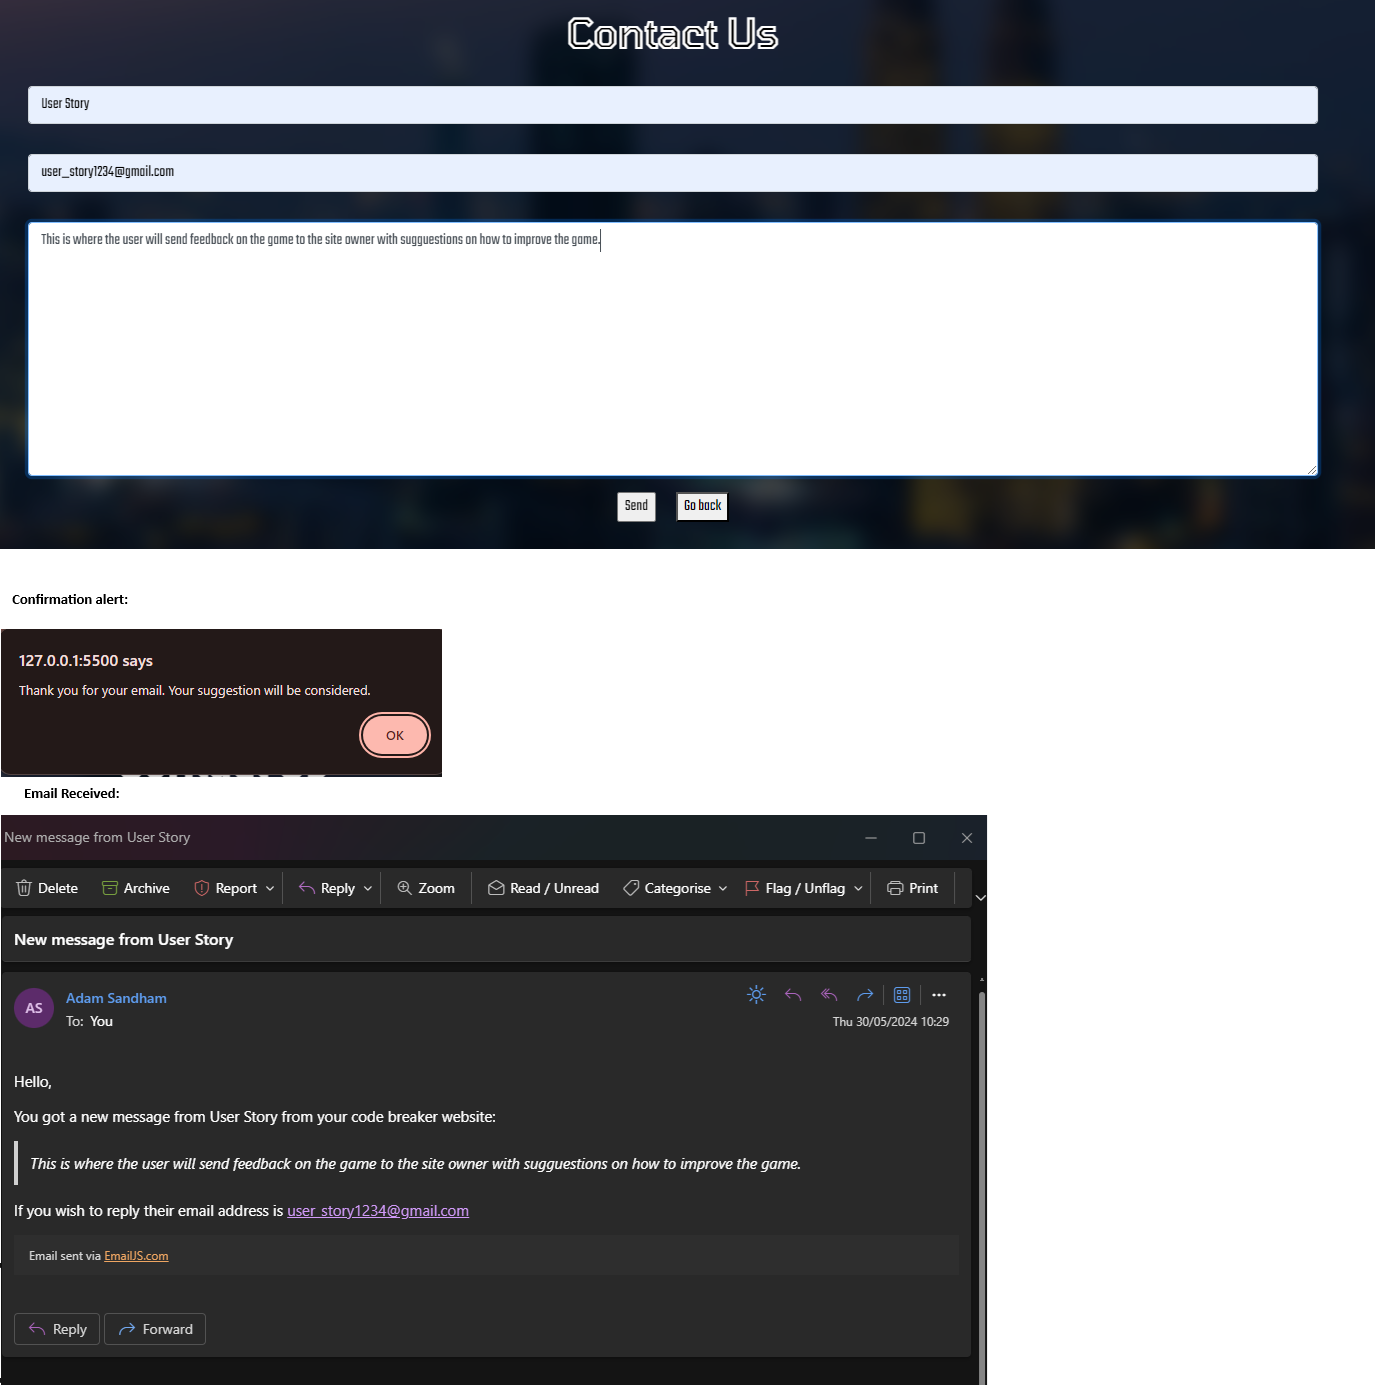 Contact Us
User Story
user_story1234@gmail.com
This is where the user will send feedback on the game to the site owner with sugguestions on how to improve the game.
Send Go back
Confirmation alert:
127.0.0.1:5500 says
Thank you for your email. Your suggestion will be considered.
OK
Email Received:
New message from User Story
Delete Archive Report Reply Zoom Read / Unread Categorise Flag / Unflag Print
New message from User Story
AS Adam Sandham
To: You
Thu 30/05/2024 10:29
Hello,
You got a new message from User Story from your code breaker website:
This is where the user will send feedback on the game to the site owner with sugguestions on how to improve the game.
If you wish to reply their email address is user_story1234@gmail.com
Email sent via EmailJS.com
Reply Forward